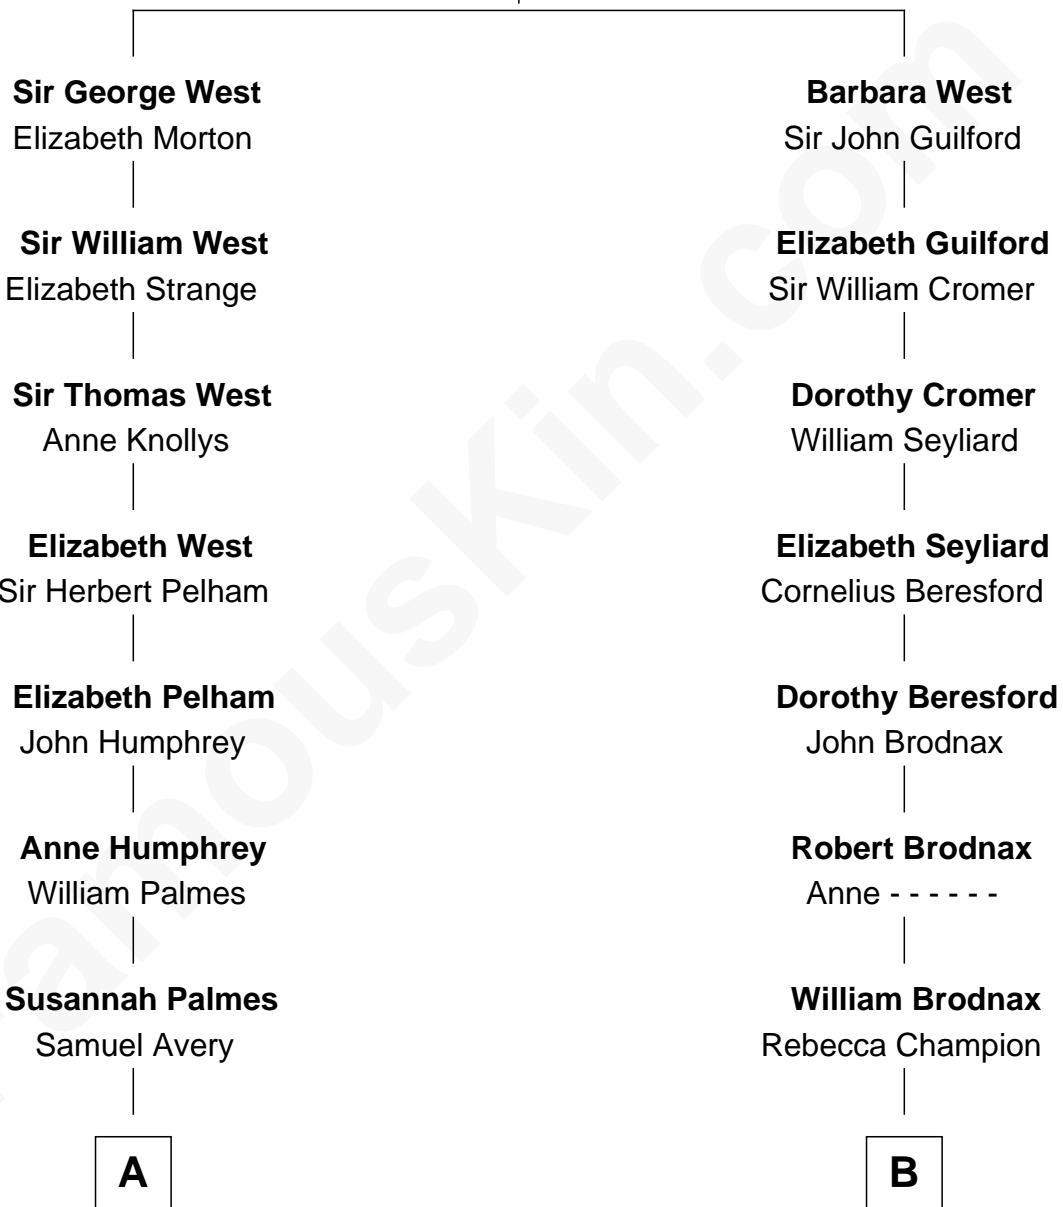 Sir George West
Elizabeth Morton
Sir William West
Elizabeth Strange
Sir Thomas West
Anne Knollys
Elizabeth West
Sir Herbert Pelham
Elizabeth Pelham
John Humphrey
Anne Humphrey
William Palmes
Susannah Palmes
Samuel Avery
A
Barbara West
Sir John Guilford
Elizabeth Guilford
Sir William Cromer
Dorothy Cromer
William Seyliard
Elizabeth Seyliard
Cornelius Beresford
Dorothy Beresford
John Brodnax
Robert Brodnax
Anne - - - - - -
William Brodnax
Rebecca Champion
B
FamousKin.com